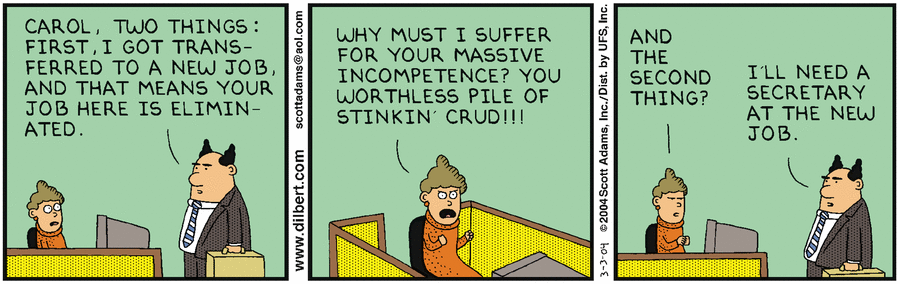 CAROL, TWO THINGS:
FIRST, I GOT TRANS-
FERRED TO A NEW JOB,
AND THAT MEANS YOUR
JOB HERE IS ELIMIN-
ATED.
www.dilbert.com scottadams@aol.com
WHY MUST I SUFFER
FOR YOUR MASSIVE
INCOMPETENCE? YOU
WORTHLESS PILE OF
STINKIN' CRUD!!!
3-3-04 ©2004 Scott Adams, Inc./Dist. by UFS, Inc.
AND
THE
SECOND
THING?
I'LL NEED A
SECRETARY
AT THE NEW
JOB.